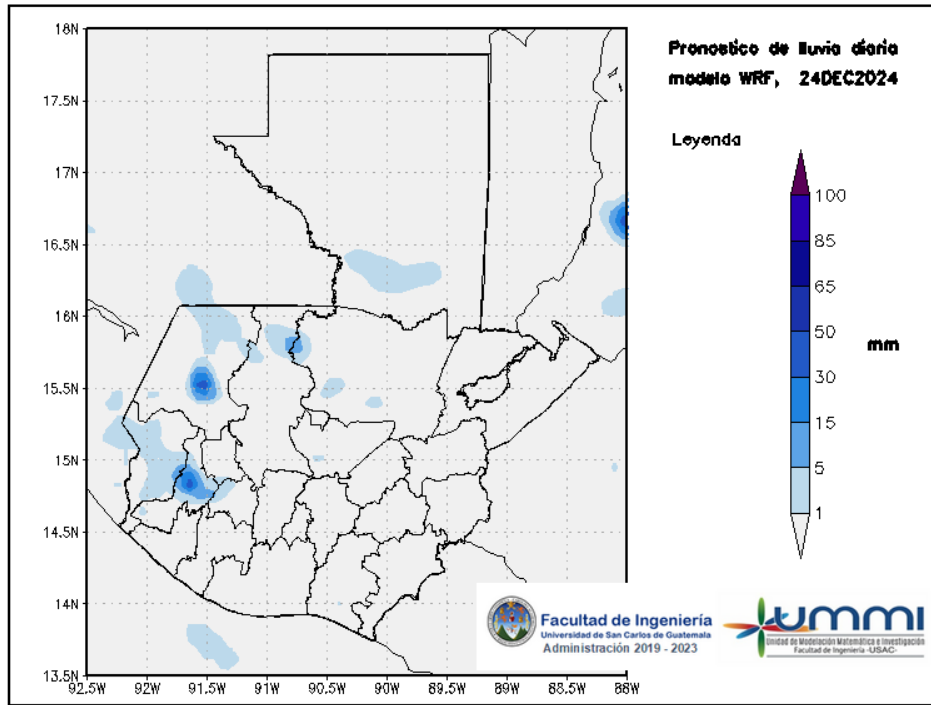 Pronostico de lluvia diaria
modelo WRF, 24DEC2024
Leyenda
100
85
65
50
30
15
5
1
mm
18N
17.5N
17N
16.5N
16N
15.5N
15N
14.5N
14N
13.5N
92.5W
92W
91.5W
91W
90.5W
90W
89.5W
89W
88.5W
88W
Facultad de Ingeniería
Universidad de San Carlos de Guatemala
Administración 2019 - 2023
UMMI
Unidad de Modelación Matemática e Investigación
Facultad de Ingeniería -USAC-